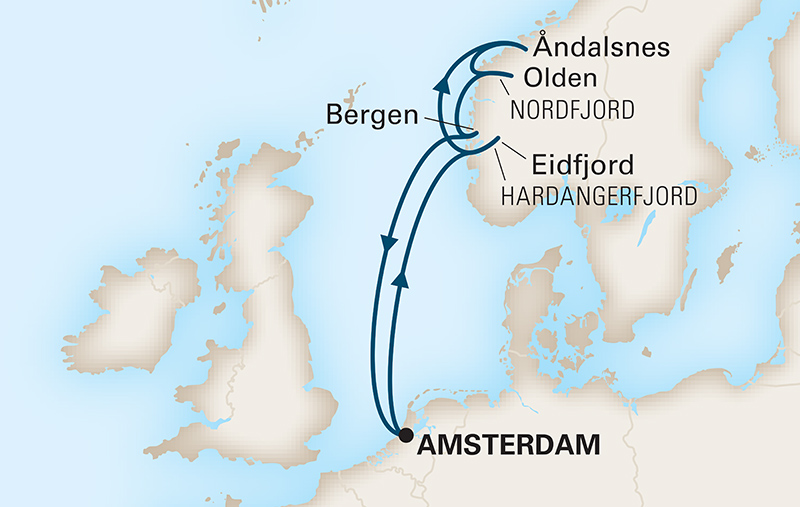 Åndalsnes
Olden
NORDFJORD
Bergen
Eidfjord
HARDANGERFJORD
AMSTERDAM